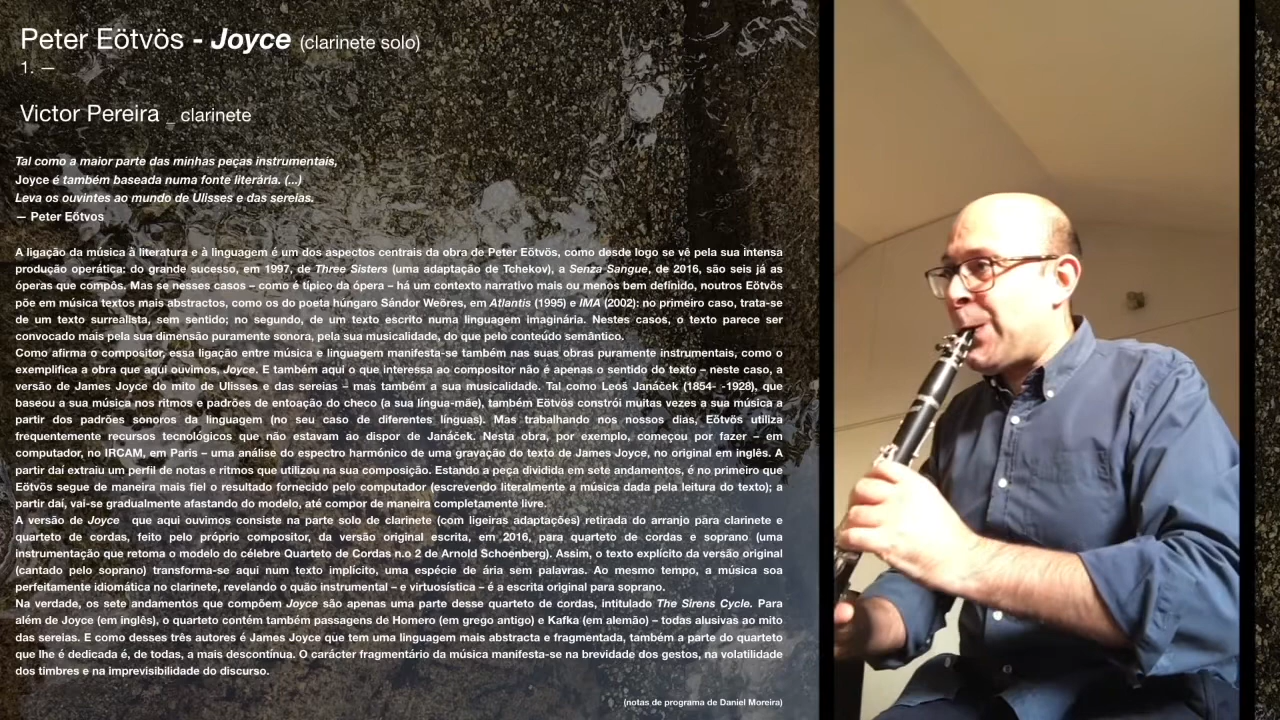 Peter Eötvös - Joyce (clarinete solo)
1. —
Victor Pereira _ clarinete
Tal como a maior parte das minhas peças instrumentais,
Joyce é também baseada numa fonte literária. (...)
Leva os ouvintes ao mundo de Ulisses e das sereias.
— Peter Eötvos
A ligação da música à literatura e à linguagem é um dos aspectos centrais da obra de Peter Eötvös, como desde logo se vê pela sua intensa
produção operática: do grande sucesso, em 1997, de Three Sisters (uma adaptação de Tchekov), a Senza Sangue, de 2016, são seis já as
óperas que compôs. Mas se nesses casos – como é típico da ópera – há um contexto narrativo mais ou menos bem definido, noutros Eötvös
põe em música textos mais abstractos, como os do poeta húngaro Sándor Weöres, em Atlantis (1995) e IMA (2002): no primeiro caso, trata-se
de um texto surrealista, sem sentido; no segundo, de um texto escrito numa linguagem imaginária. Nestes casos, o texto parece ser
convocado mais pela sua dimensão puramente sonora, pela sua musicalidade, do que pelo conteúdo semântico.
Como afirma o compositor, essa ligação entre música e linguagem manifesta-se também nas suas obras puramente instrumentais, como o
exemplifica a obra que aqui ouvimos, Joyce. E também aqui o que interessa ao compositor não é apenas o sentido do texto – neste caso, a
versão de James Joyce do mito de Ulisses e das sereias – mas também a sua musicalidade. Tal como Leoš Janáček (1854- -1928), que
baseou a sua música nos ritmos e padrões de entoação do checo (a sua língua-mãe), também Eötvös constrói muitas vezes a sua música a
partir dos padrões sonoros da linguagem (no seu caso de diferentes línguas). Mas trabalhando nos nossos dias, Eötvös utiliza
frequentemente recursos tecnológicos que não estavam ao dispor de Janáček. Nesta obra, por exemplo, começou por fazer – em
computador, no IRCAM, em Paris – uma análise do espectro harmónico de uma gravação do texto de James Joyce, no original em inglês. A
partir daí extraiu um perfil de notas e ritmos que utilizou na sua composição. Estando a peça dividida em sete andamentos, é no primeiro que
Eötvös segue de maneira mais fiel o resultado fornecido pelo computador (escrevendo literalmente a música dada pela leitura do texto); a
partir daí, vai-se gradualmente afastando do modelo, até compor de maneira completamente livre.
A versão de Joyce que aqui ouvimos consiste na parte solo de clarinete (com ligeiras adaptações) retirada do arranjo para clarinete e
quarteto de cordas, feito pelo próprio compositor, da versão original escrita, em 2016, para quarteto de cordas e soprano (uma
instrumentação que retoma o modelo do célebre Quarteto de Cordas n.o 2 de Arnold Schoenberg). Assim, o texto explícito da versão original
(cantado pelo soprano) transforma-se aqui num texto implícito, uma espécie de ária sem palavras. Ao mesmo tempo, a música soa
perfeitamente idiomática no clarinete, revelando o quão instrumental – e virtuosística – é a escrita original para soprano.
Na verdade, os sete andamentos que compõem Joyce são apenas uma parte desse quarteto de cordas, intitulado The Sirens Cycle. Para
além de Joyce (em inglês), o quarteto contém também passagens de Homero (em grego antigo) e Kafka (em alemão) – todas alusivas ao mito
das sereias. E como desses três autores é James Joyce que tem uma linguagem mais abstracta e fragmentada, também a parte do quarteto
que lhe é dedicada é, de todas, a mais descontínua. O carácter fragmentário da música manifesta-se na brevidade dos gestos, na volatilidade
dos timbres e na imprevisibilidade do discurso.
(notas de programa de Daniel Moreira)